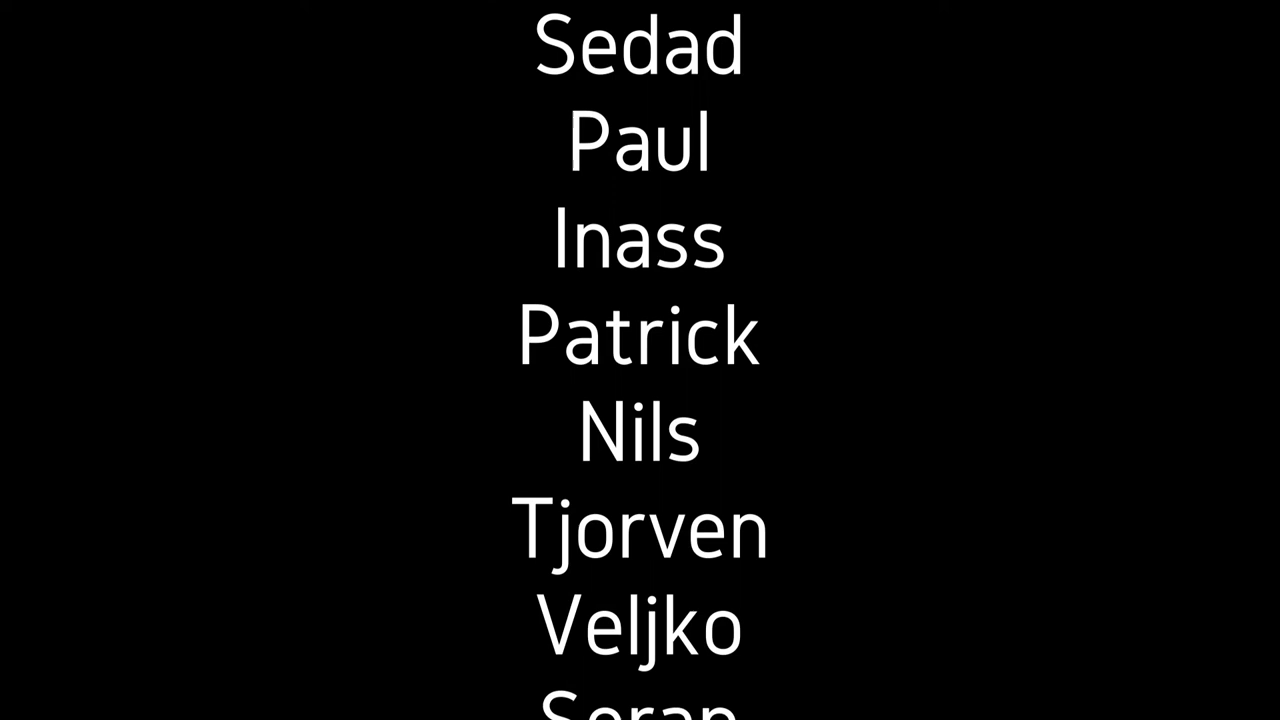 Sedad
Paul
Inass
Patrick
Nils
Tjorven
Veljko